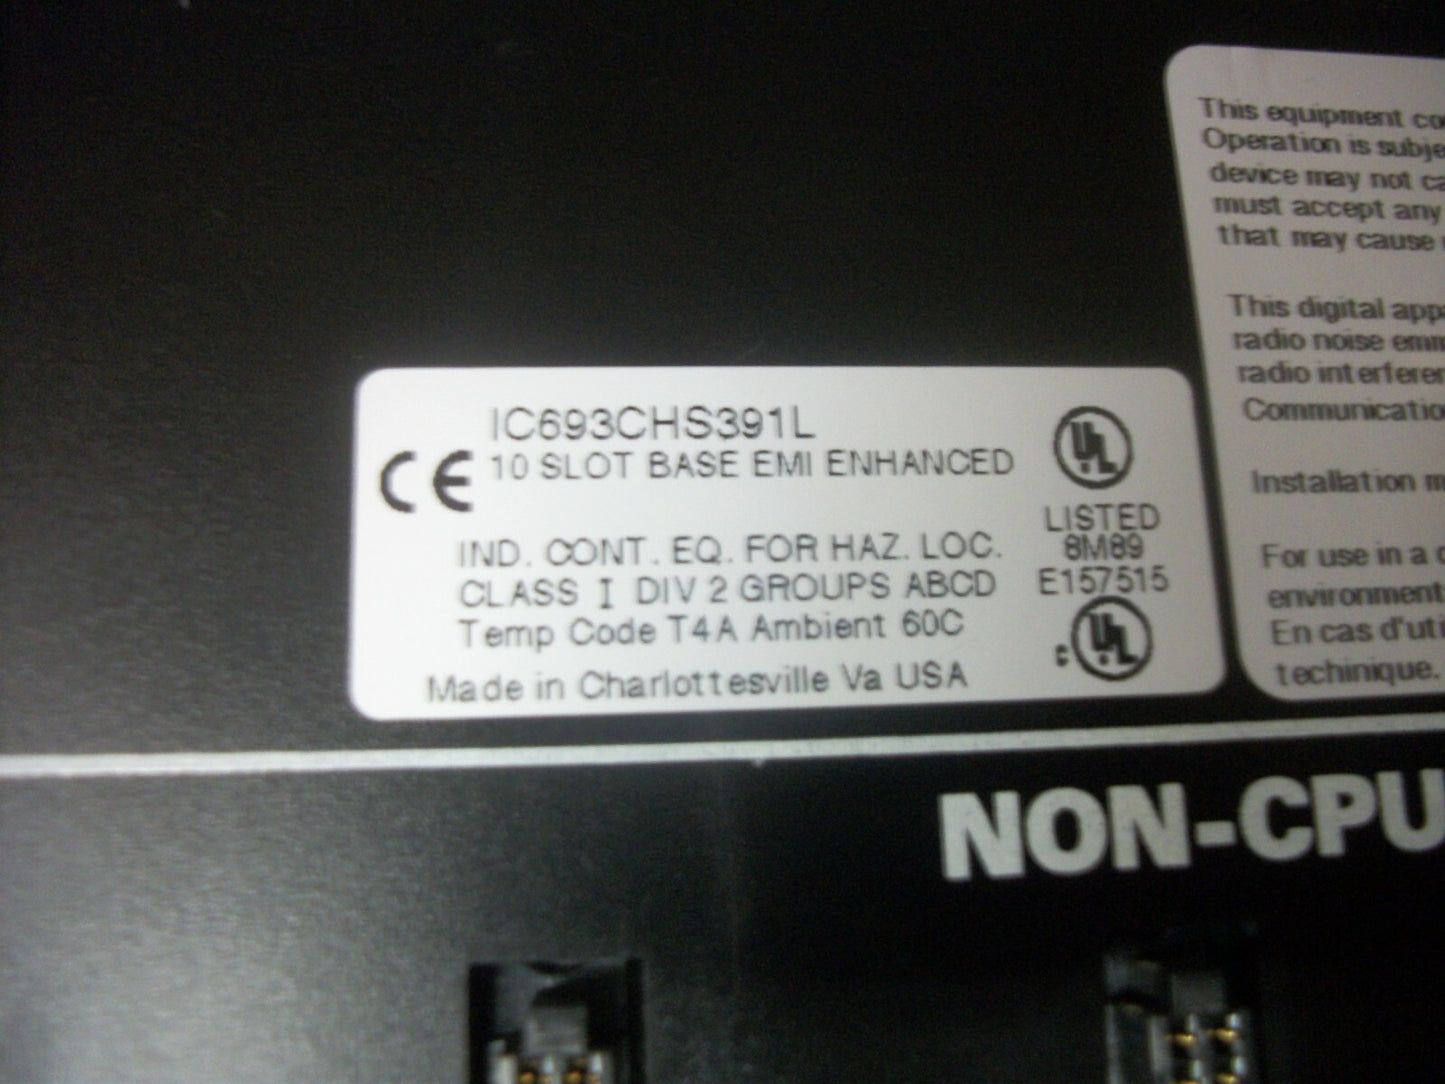 IC693CHS391L
CE 10 SLOT BASE EMI ENHANCED
UL
LISTED
8M89
E157515
IND. CONT. EQ. FOR HAZ. LOC.
CLASS I DIV 2 GROUPS ABCD
Temp Code T4A Ambient 60C
c UL
Made in Charlottesville Va USA
This equipment
Operation is
device may not
must accept any
that may cause
This digital
radio noise
radio
Installation
For use in a
environment
En cas
techinique.
NON-CPU